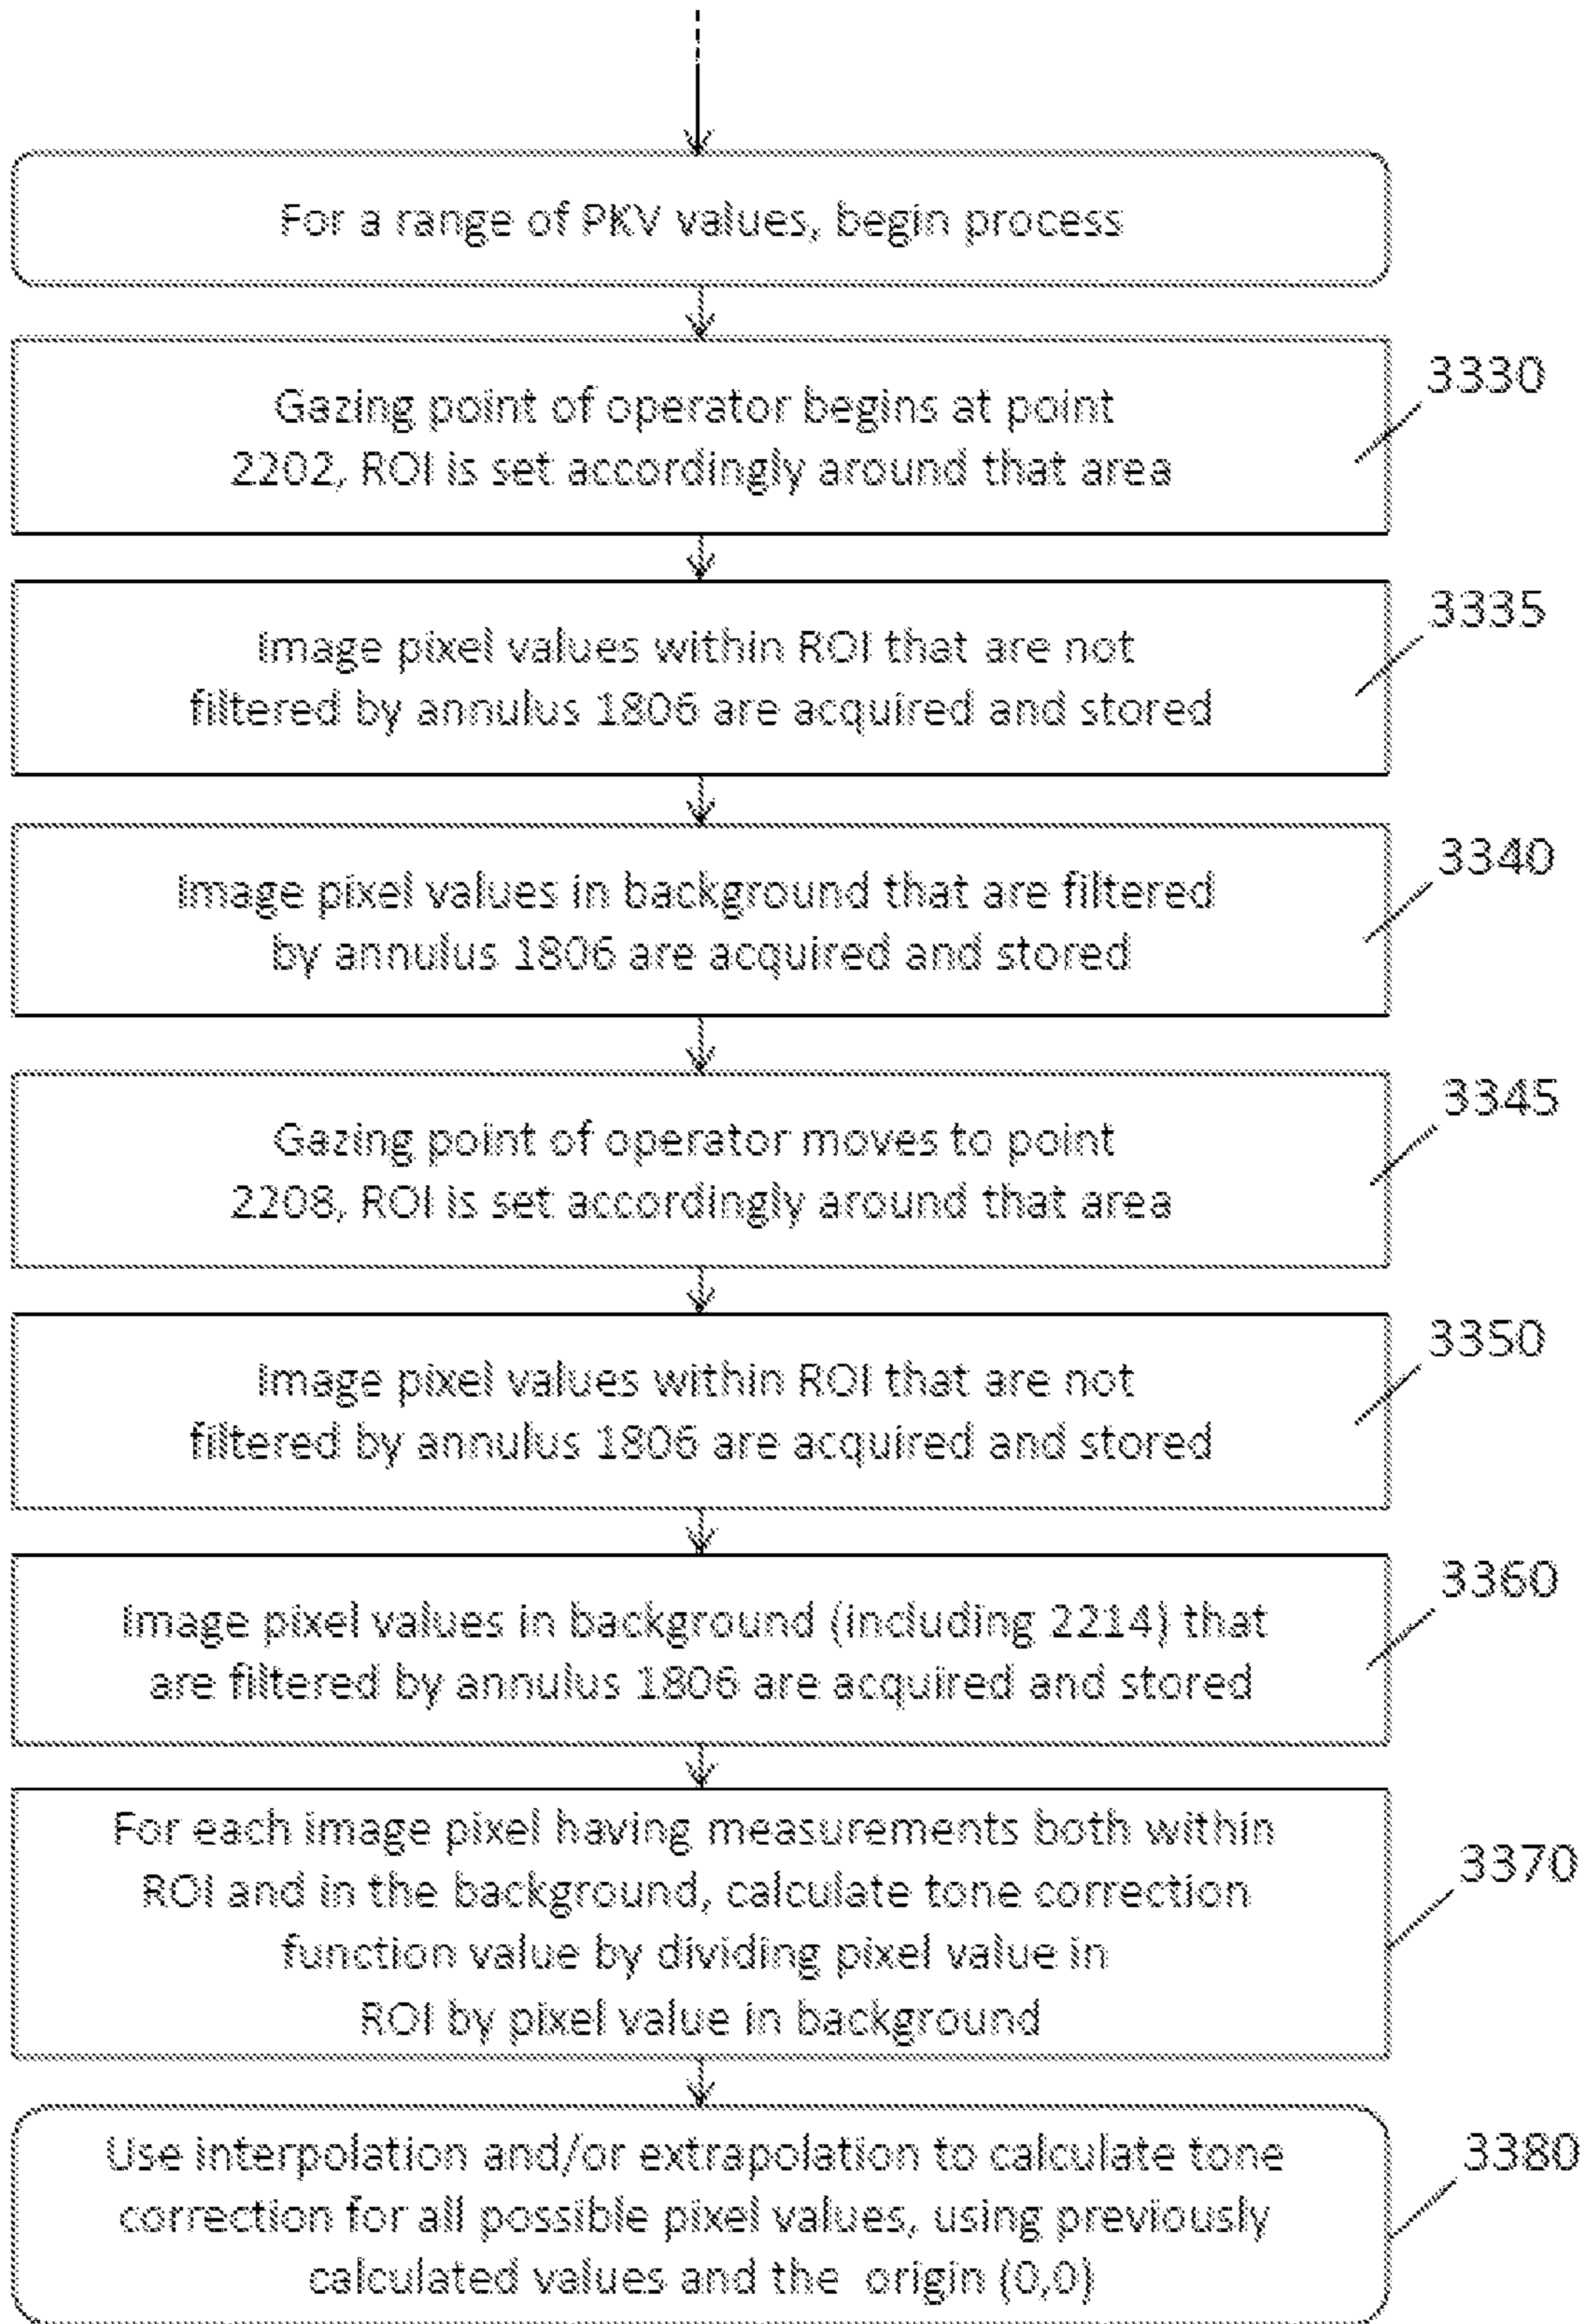 For a range of PKV values, begin process
Gazing point of operator begins at point
2202, ROI is set accordingly around that area
3330
Image pixel values within ROI that are not
filtered by annulus 1806 are acquired and stored
3335
Image pixel values in background that are filtered
by annulus 1806 are acquired and stored
3340
Gazing point of operator moves to point
2208, ROI is set accordingly around that area
3345
Image pixel values within ROI that are not
filtered by annulus 1806 are acquired and stored
3350
Image pixel values in background (including 2214) that
are filtered by annulus 1806 are acquired and stored
3360
For each image pixel having measurements both within
ROI and in the background, calculate tone correction
function value by dividing pixel value in
ROI by pixel value in background
3370
Use interpolation and/or extrapolation to calculate tone
correction for all possible pixel values, using previously
calculated values and the origin (0,0)
3380